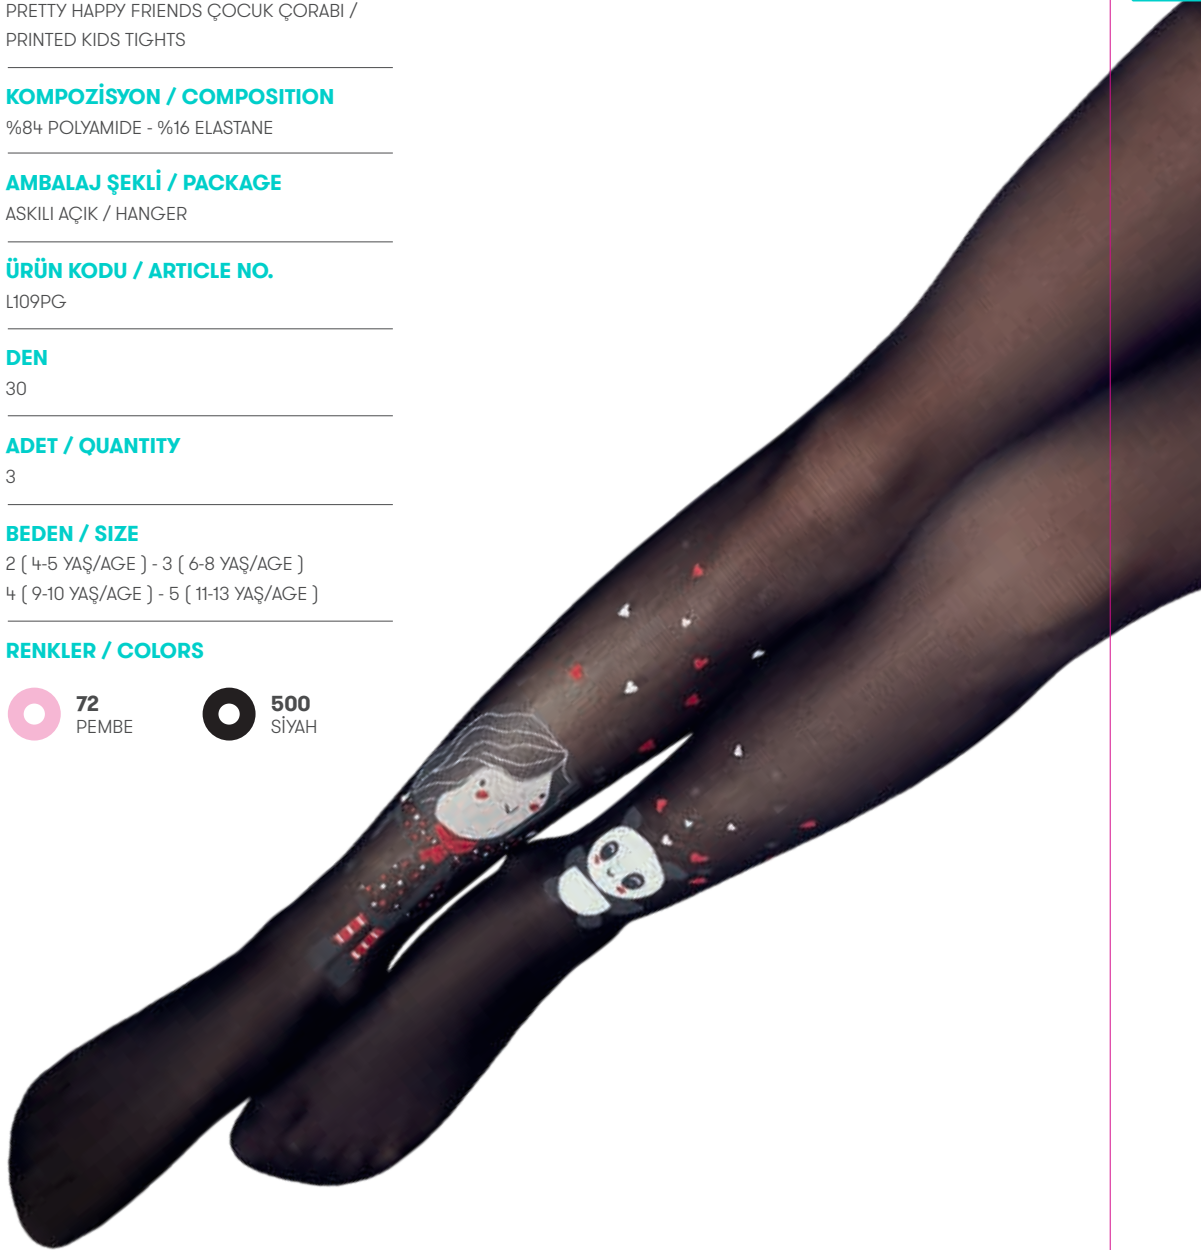 PRETTY HAPPY FRIENDS ÇOCUK ÇORABI /
PRINTED KIDS TIGHTS
KOMPOZİSYON / COMPOSITION
%84 POLYAMIDE - %16 ELASTANE
AMBALAJ ŞEKLİ / PACKAGE
ASKILI AÇIK / HANGER
ÜRÜN KODU / ARTICLE NO.
L109PG
DEN
30
ADET / QUANTITY
3
BEDEN / SIZE
2 ( 4-5 YAŞ/AGE ) - 3 ( 6-8 YAŞ/AGE )
4 ( 9-10 YAŞ/AGE ) - 5 ( 11-13 YAŞ/AGE )
RENKLER / COLORS
72
PEMBE
500
SİYAH